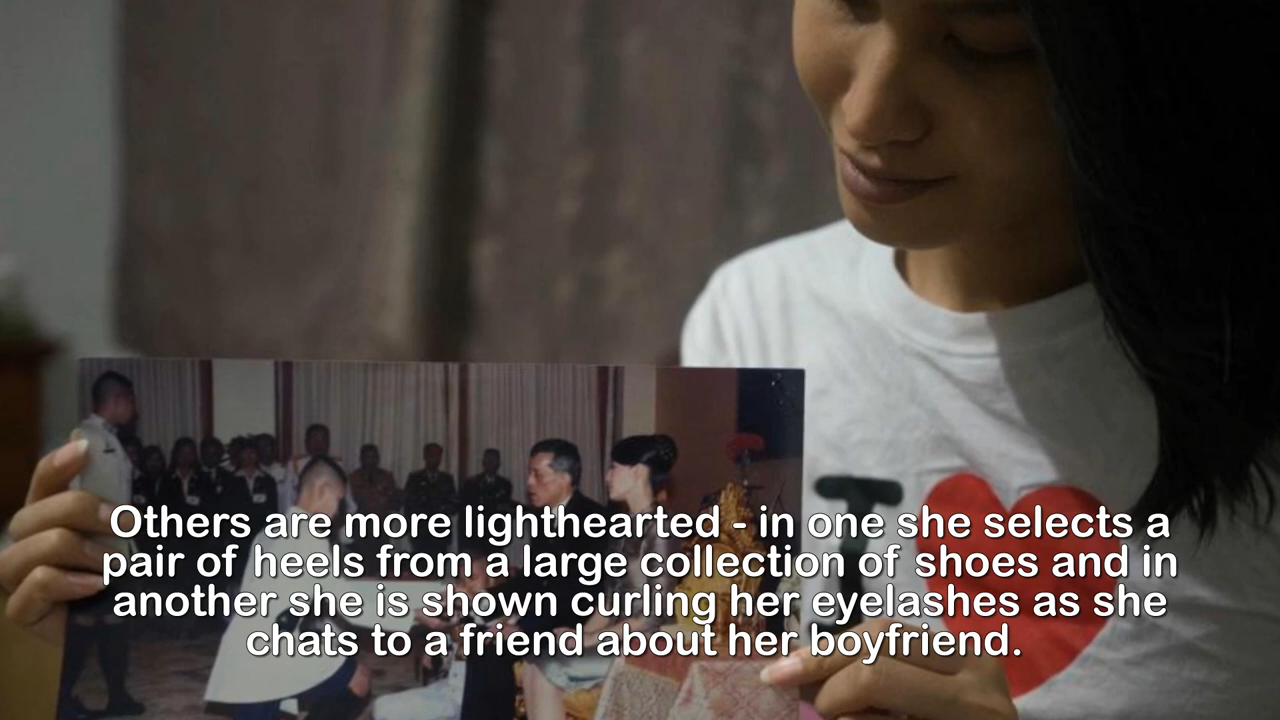 I
Others are more lighthearted - in one she selects a
pair of heels from a large collection of shoes and in
another she is shown curling her eyelashes as she
chats to a friend about her boyfriend.